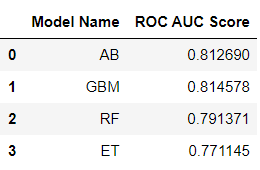 Model Name ROC AUC Score
0 AB 0.812690
1 GBM 0.814578
2 RF 0.791371
3 ET 0.771145